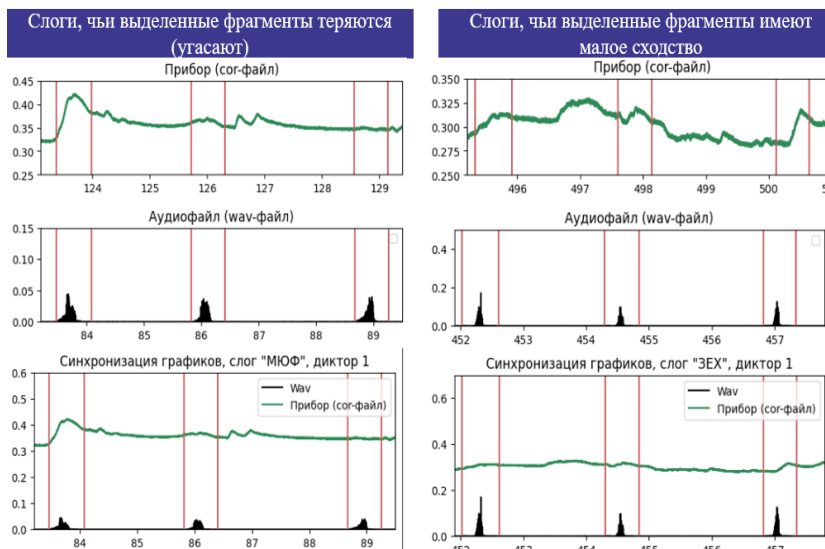 Слоги, чьи выделенные фрагменты теряются
(угасают)
Прибор (cor-файл)
0.45
0.40
0.35
0.30
0.25
124 125 126 127 128 129
Аудиофайл (wav-файл)
0.15
0.10
0.05
0.00
84 85 86 87 88 89
Синхронизация графиков, слог "МЮФ", диктор 1
0.6
0.5
0.4
0.3
0.2
0.1
0.0
Wav
Прибор (cor-файл)
84 85 86 87 88 89
Слоги, чьи выделенные фрагменты имеют
малое сходство
Прибор (cor-файл)
0.350
0.325
0.300
0.275
0.250
496 497 498 499 500
Аудиофайл (wav-файл)
0.4
0.2
0.0
452 453 454 455 456 457
Синхронизация графиков, слог "ЗЕХ", диктор 1
0.6
0.4
0.2
0.0
Wav
Прибор (cor-файл)
452 453 454 455 456 457